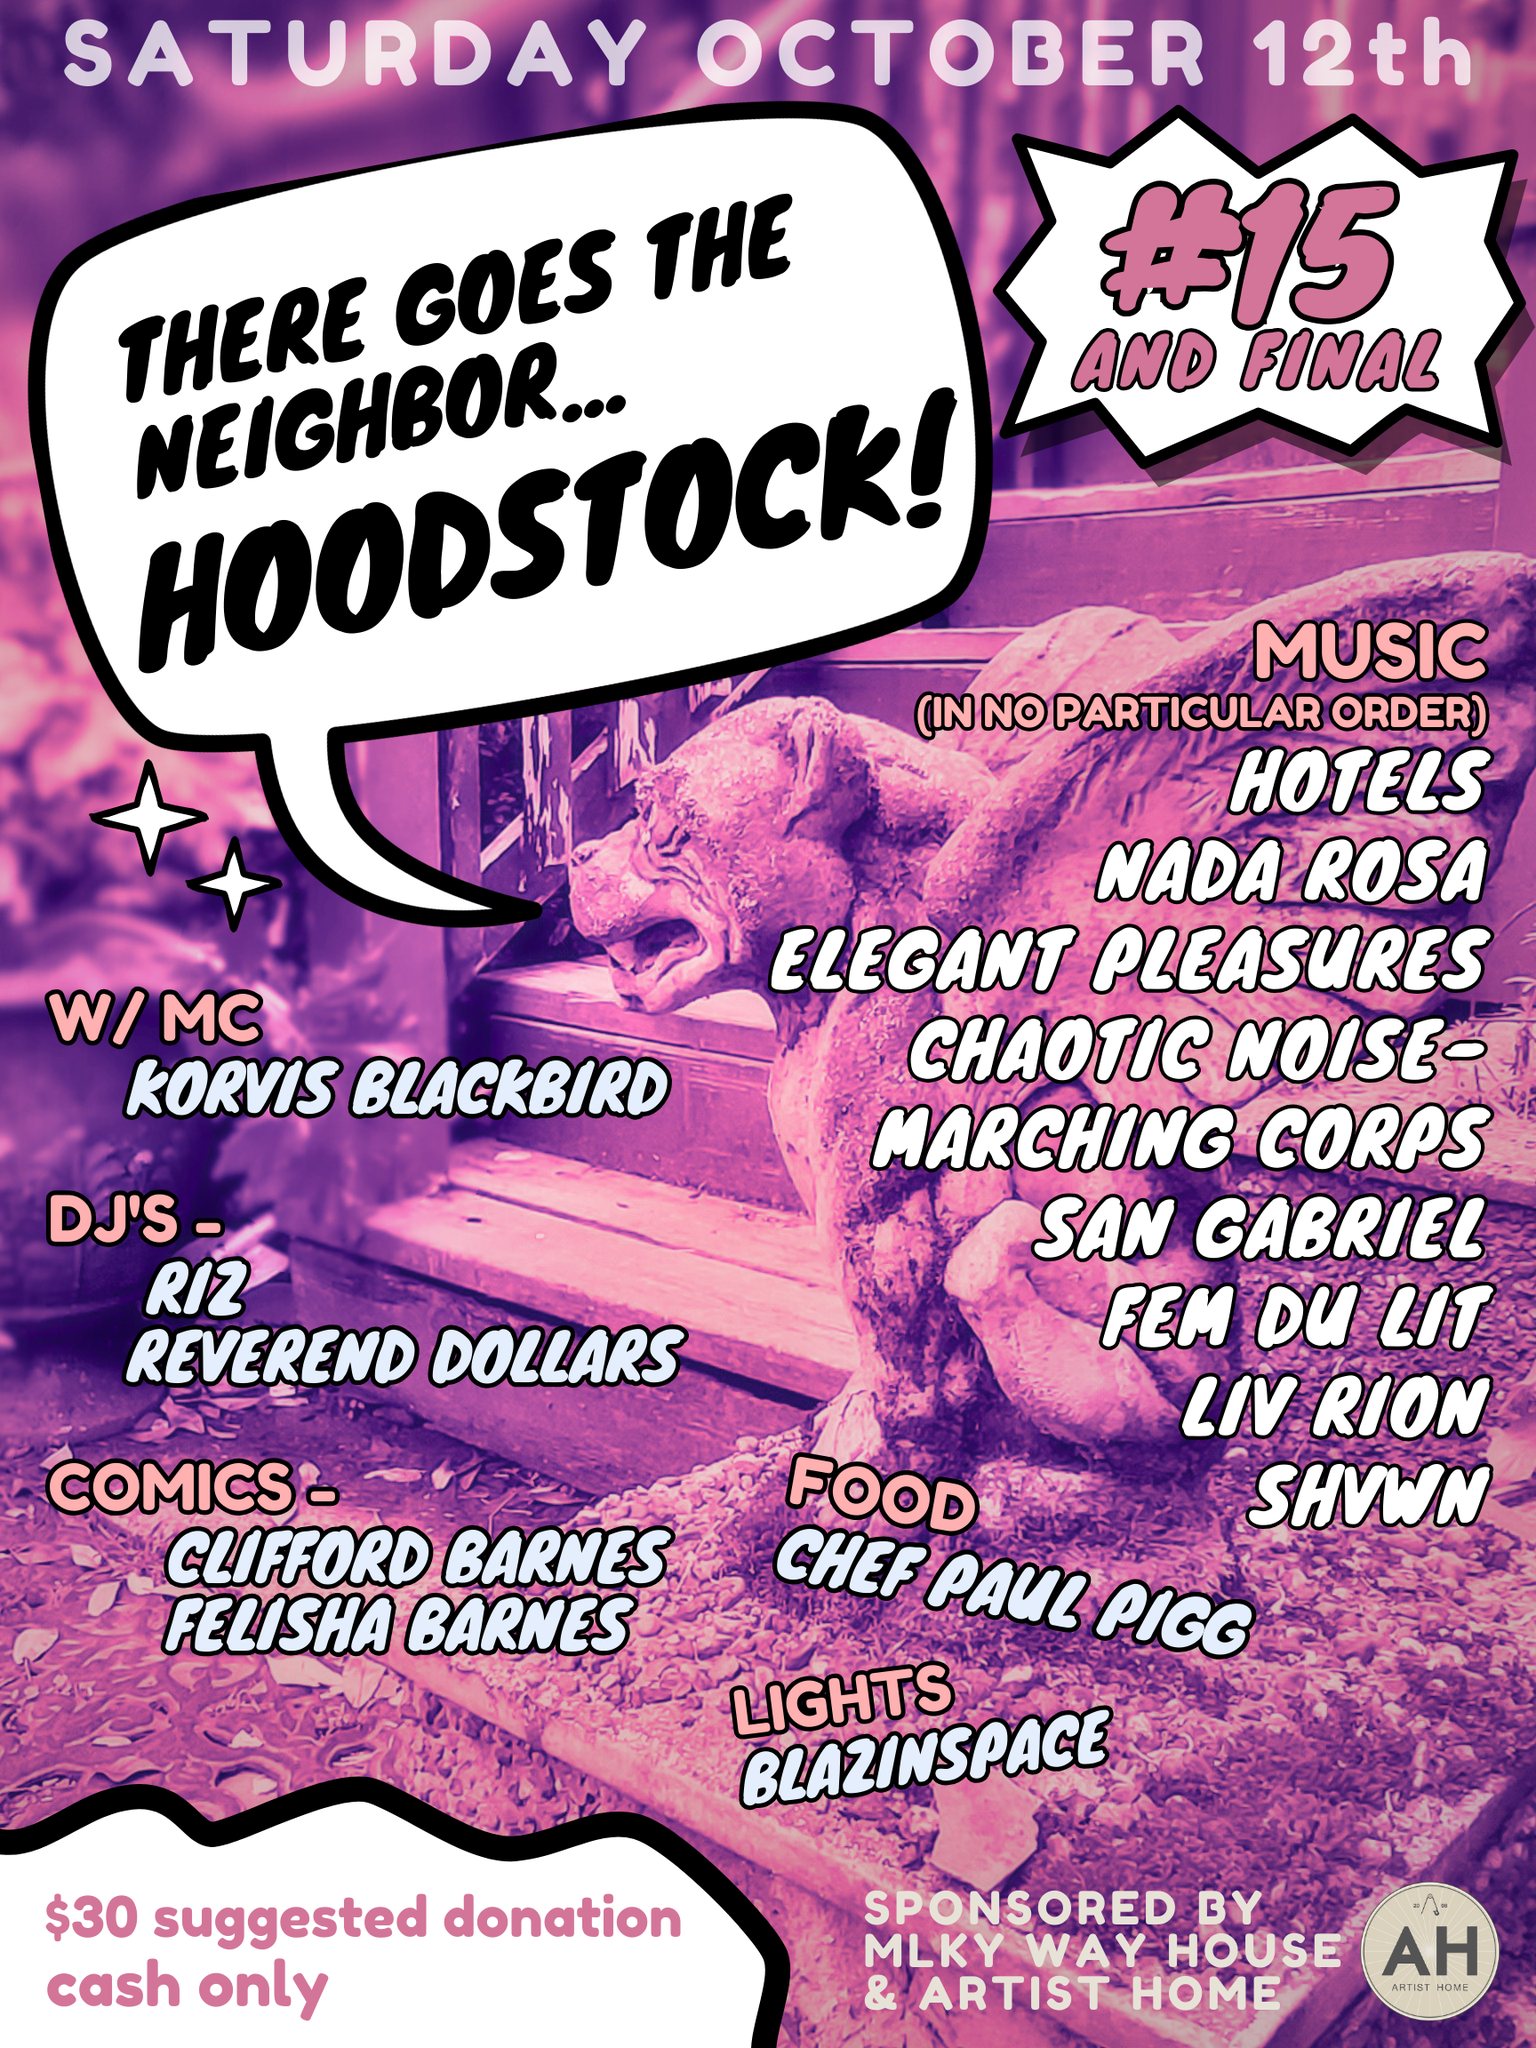 SATURDAY OCTOBER 12th
THERE GOES THE
NEIGHBOR...
HOODSTOCK!
#15
AND FINAL
MUSIC
(IN NO PARTICULAR ORDER)
HOTELS
NADA ROSA
ELEGANT PLEASURES
CHAOTIC NOISE-
MARCHING CORPS
SAN GABRIEL
FEM DU LIT
LIV RION
SHVWN
W/ MC
KORVIS BLACKBIRD
DJ'S -
RIZ
REVEREND DOLLARS
COMICS -
CLIFFORD BARNES
FELISHA BARNES
FOOD
CHEF PAUL PIGG
LIGHTS
BLAZINSPACE
$30 suggested donation
cash only
SPONSORED BY
MLKY WAY HOUSE
& ARTIST HOME
20 08
AH
ARTIST HOME